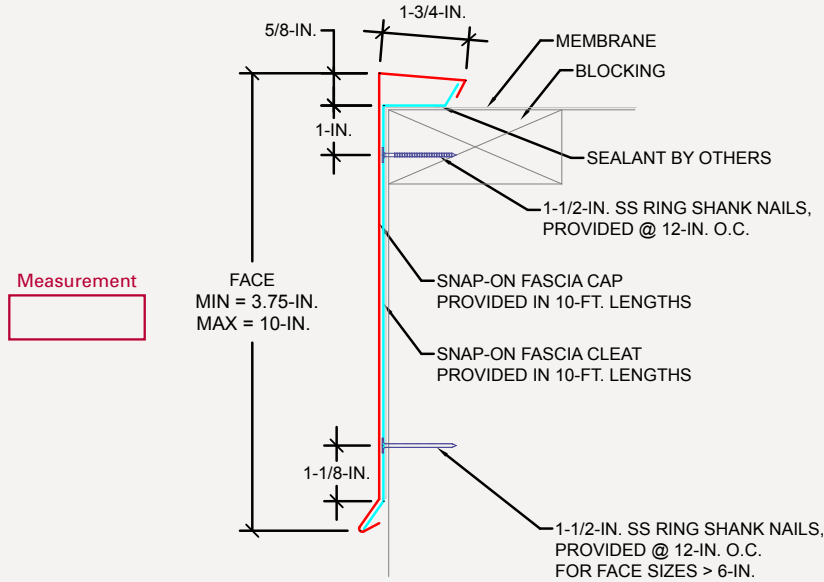 1-3/4-IN.
5/8-IN.
MEMBRANE
BLOCKING
1-IN.
SEALANT BY OTHERS
1-1/2-IN. SS RING SHANK NAILS,
PROVIDED @ 12-IN. O.C.
Measurement
FACE
MIN = 3.75-IN.
MAX = 10-IN.
SNAP-ON FASCIA CAP
PROVIDED IN 10-FT. LENGTHS
SNAP-ON FASCIA CLEAT
PROVIDED IN 10-FT. LENGTHS
1-1/8-IN.
1-1/2-IN. SS RING SHANK NAILS,
PROVIDED @ 12-IN. O.C.
FOR FACE SIZES > 6-IN.